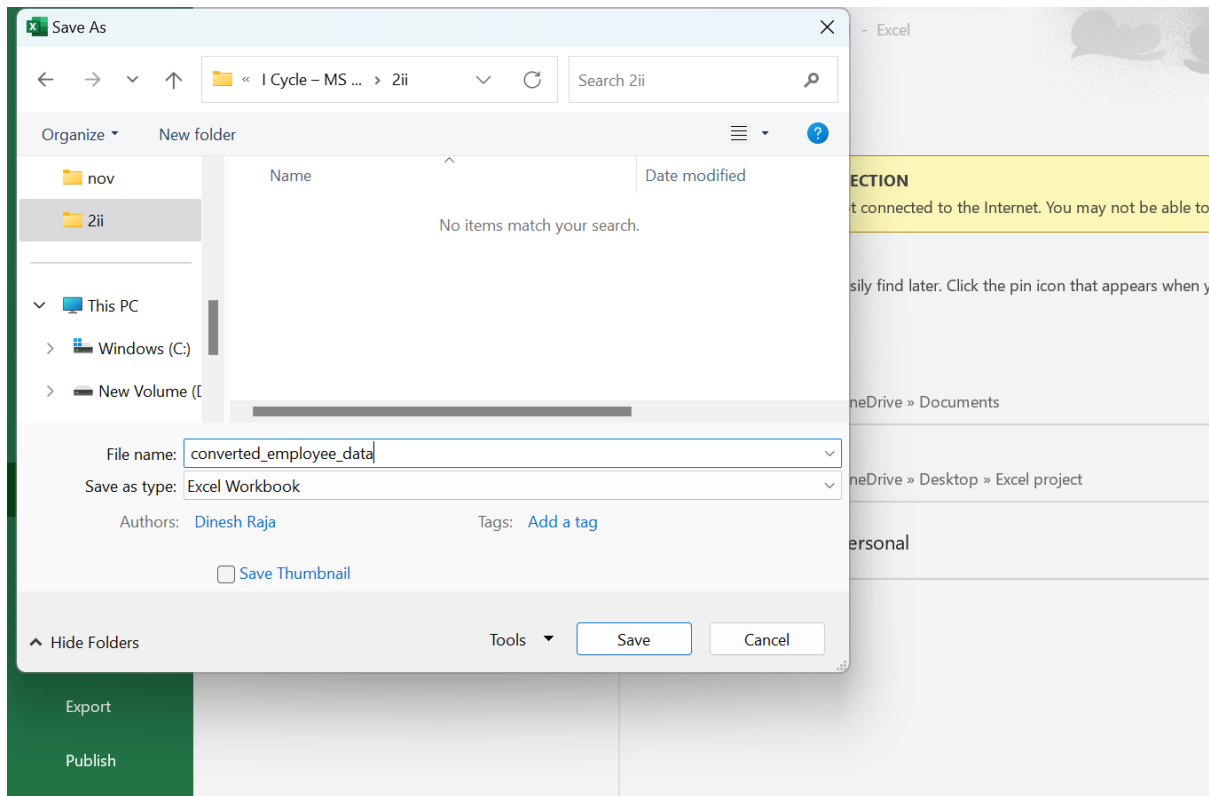 Save As
- Excel
« I Cycle – MS ... › 2ii
Search 2ii
Organize
New folder
?
nov
2ii
This PC
Windows (C:)
New Volume (D
Name
Date modified
No items match your search.
File name: converted_employee_data
Save as type: Excel Workbook
Authors: Dinesh Raja
Tags: Add a tag
Save Thumbnail
Hide Folders
Tools
Save
Cancel
ECTION
t connected to the Internet. You may not be able to
sily find later. Click the pin icon that appears when y
neDrive » Documents
neDrive » Desktop » Excel project
ersonal
Export
Publish